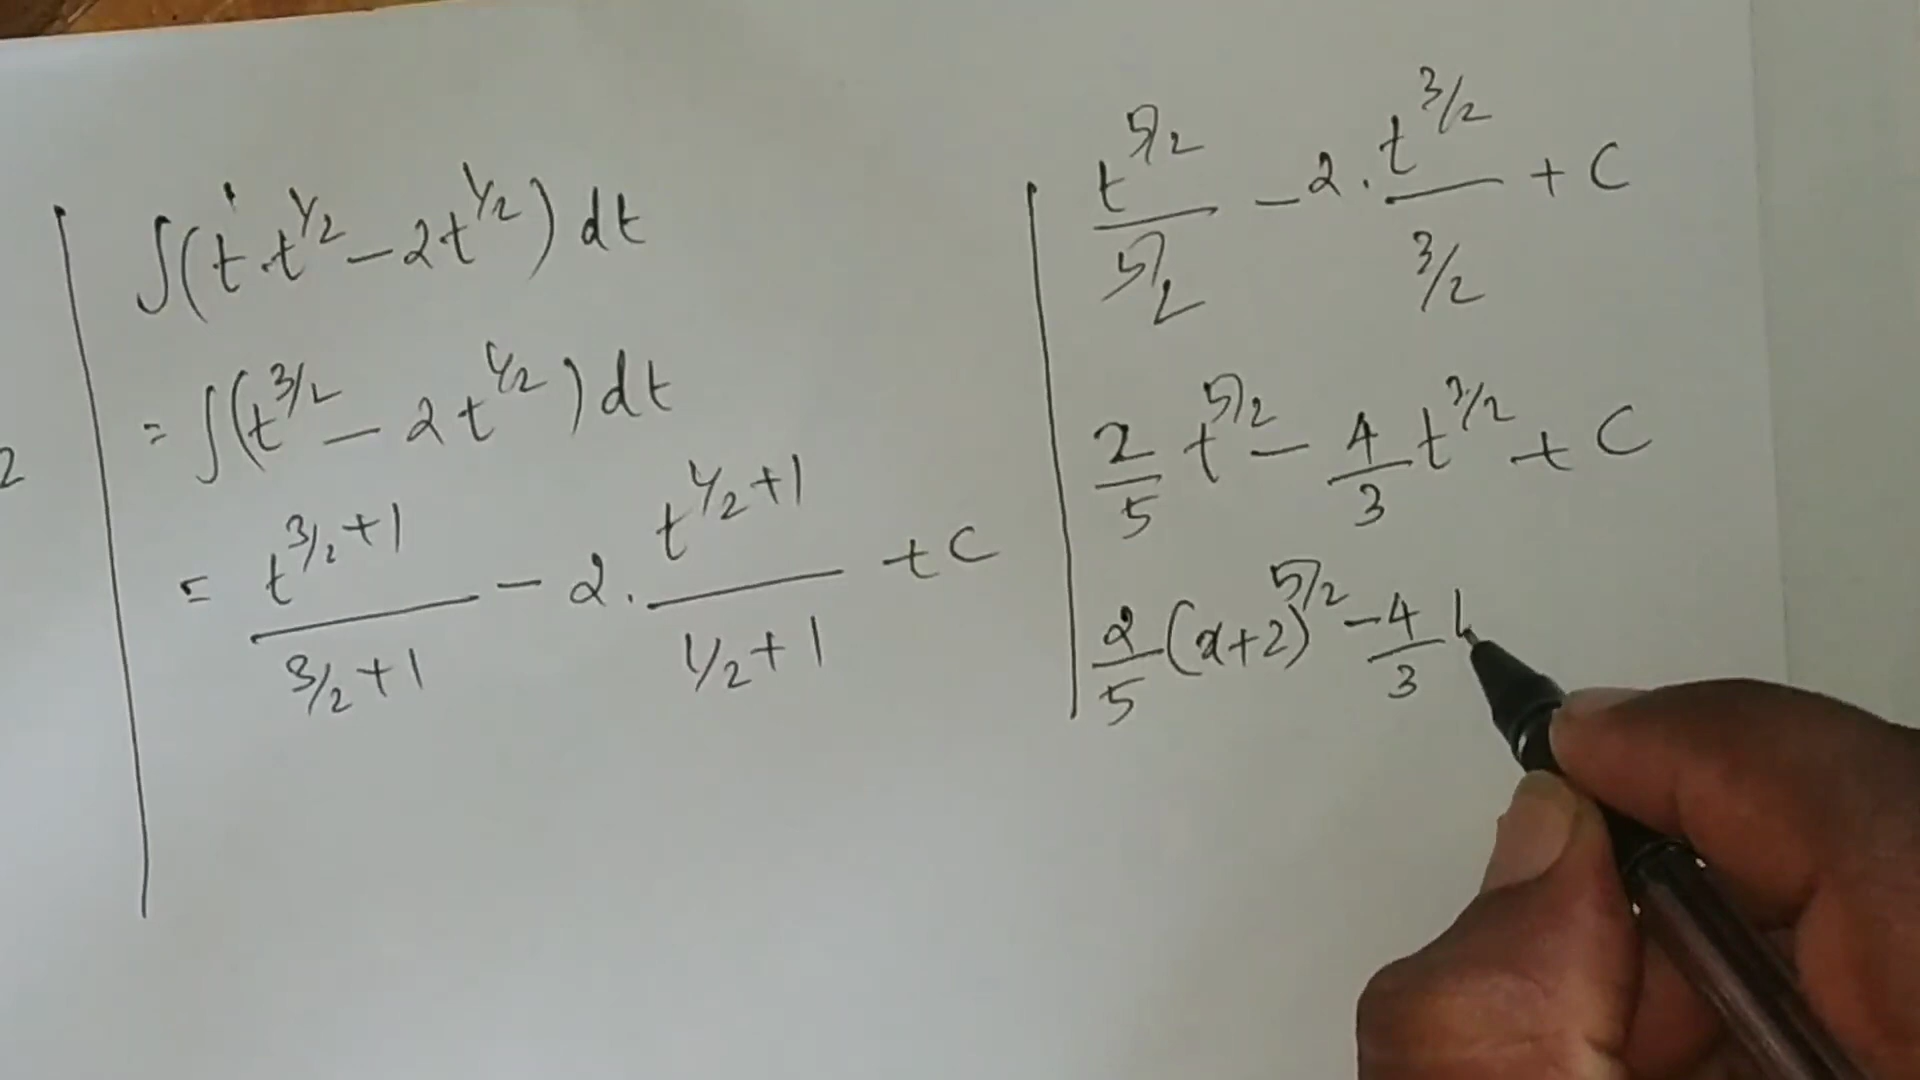 2
∫(t·t^1/2 − 2t^1/2) dt
= ∫(t^3/2 − 2t^1/2) dt
= t^3/2+1 / 3/2+1 − 2. t^1/2+1 / 1/2+1 + C
t^5/2 / 5/2 − 2. t^3/2 / 3/2 + C
2/5 t^5/2 − 4/3 t^3/2 + C
2/5 (x+2)^5/2 − 4/3